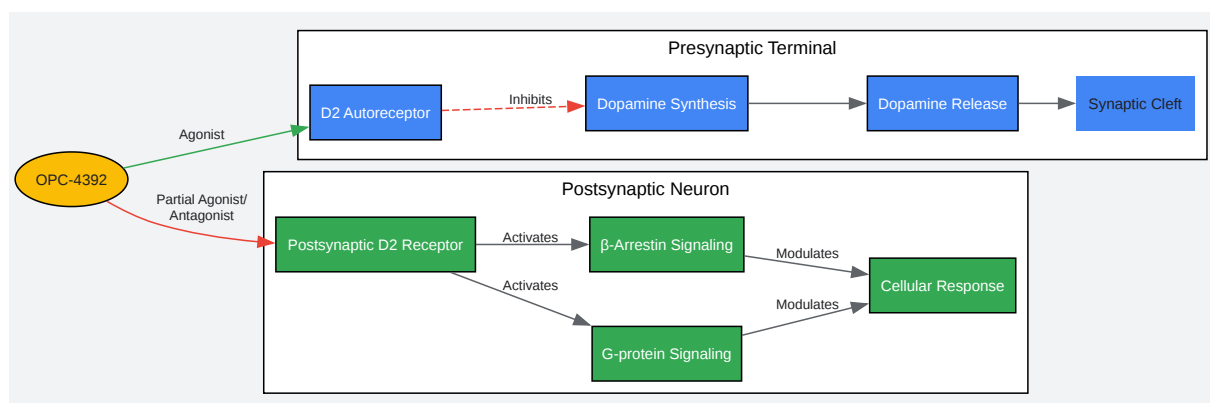 Presynaptic Terminal
D2 Autoreceptor
Inhibits
Dopamine Synthesis
Dopamine Release
Synaptic Cleft
Agonist
OPC-4392
Partial Agonist/
Antagonist
Postsynaptic Neuron
Postsynaptic D2 Receptor
Activates
β-Arrestin Signaling
Modulates
Activates
G-protein Signaling
Modulates
Cellular Response